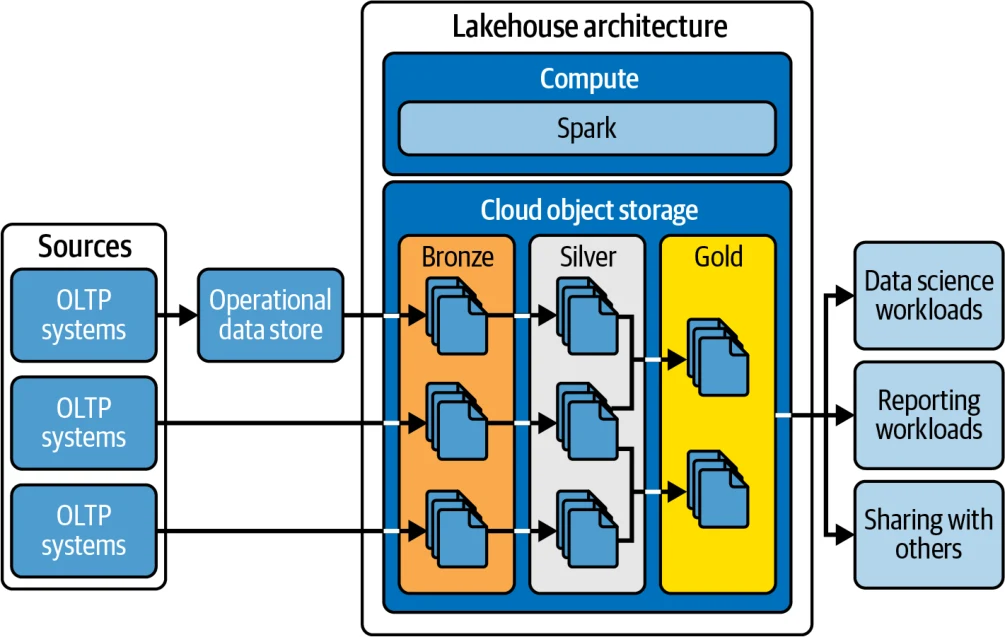 Lakehouse architecture
Compute
Spark
Cloud object storage
Bronze
Silver
Gold
Sources
OLTP
systems
Operational
data store
OLTP
systems
OLTP
systems
Data science
workloads
Reporting
workloads
Sharing with
others